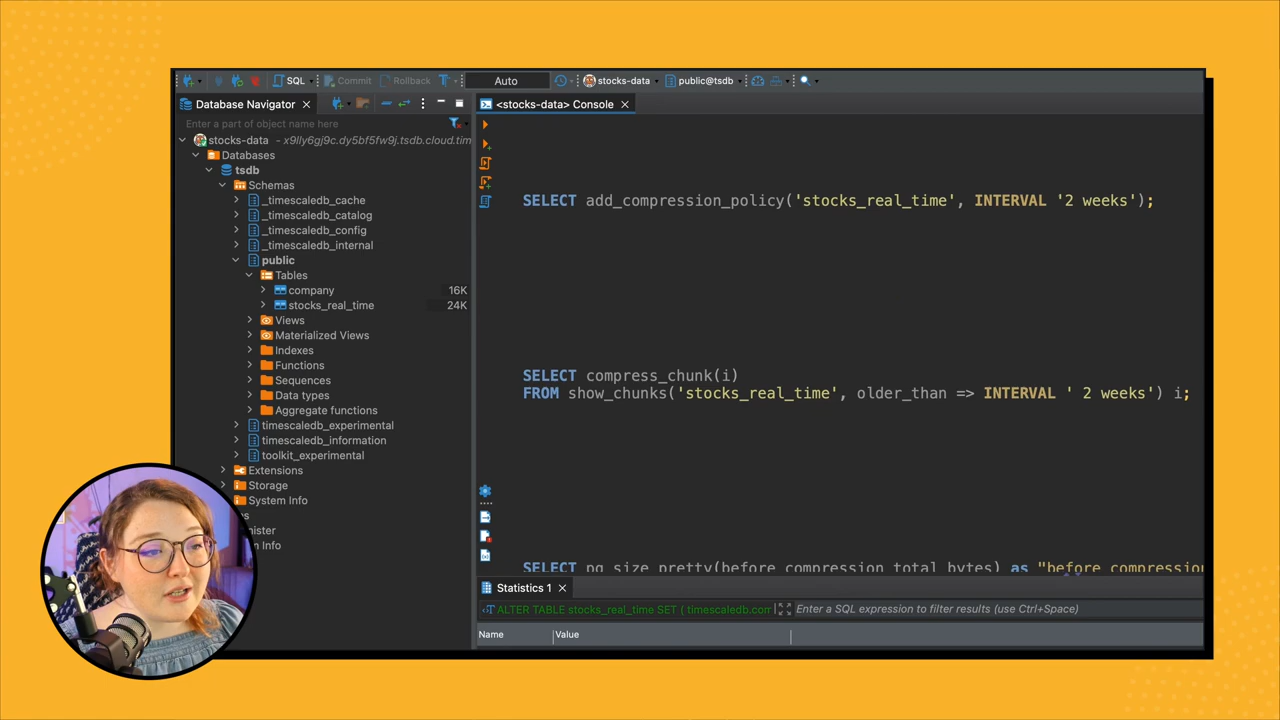 SQL Commit Rollback T Auto stocks-data public@tsdb
Database Navigator
<stocks-data> Console
Enter a part of object name here
stocks-data - x9lly6gj9c.dy5bf5fw9j.tsdb.cloud.tim
Databases
tsdb
Schemas
_timescaledb_cache
_timescaledb_catalog
_timescaledb_config
_timescaledb_internal
public
Tables
company 16K
stocks_real_time 24K
Views
Materialized Views
Indexes
Functions
Sequences
Data types
Aggregate functions
timescaledb_experimental
timescaledb_information
toolkit_experimental
Extensions
Storage
System Info
es
nister
n Info
SELECT add_compression_policy('stocks_real_time', INTERVAL '2 weeks');
SELECT compress_chunk(i)
FROM show_chunks('stocks_real_time', older_than => INTERVAL ' 2 weeks') i;
SELECT pg_size_pretty(before_compression_total_bytes) as "before compression
Statistics 1
ALTER TABLE stocks_real_time SET ( timescaledb.com
Enter a SQL expression to filter results (use Ctrl+Space)
Name Value